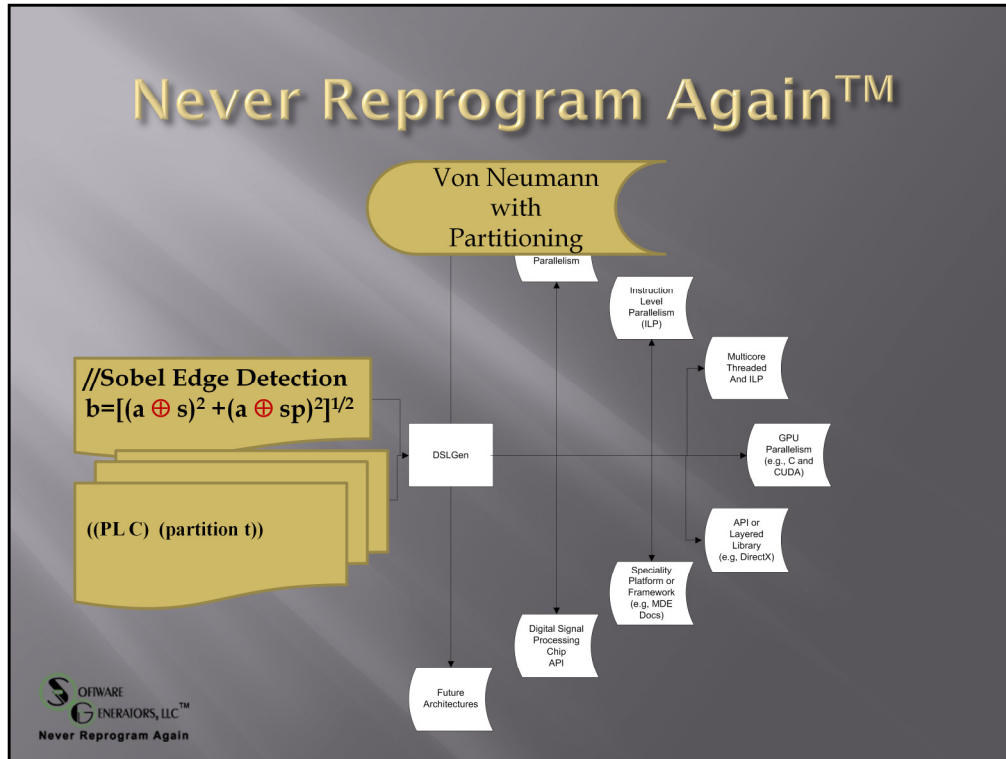 Never Reprogram Again™
Von Neumann
with
Partitioning
Parallelism
Instruction
Level
Parallelism
(ILP)
Multicore
Threaded
And ILP
//Sobel Edge Detection
b=[(a ⊕ s)² +(a ⊕ sp)²]¹/²
DSLGen
GPU
Parallelism
(e.g., C and
CUDA)
((PL C)  (partition t))
API or
Layered
Library
(e.g, DirectX)
Speciality
Platform or
Framework
(e.g, MDE
Docs)
Digital Signal
Processing
Chip
API
Future
Architectures
SOFTWARE
GENERATORS, LLC™
Never Reprogram Again